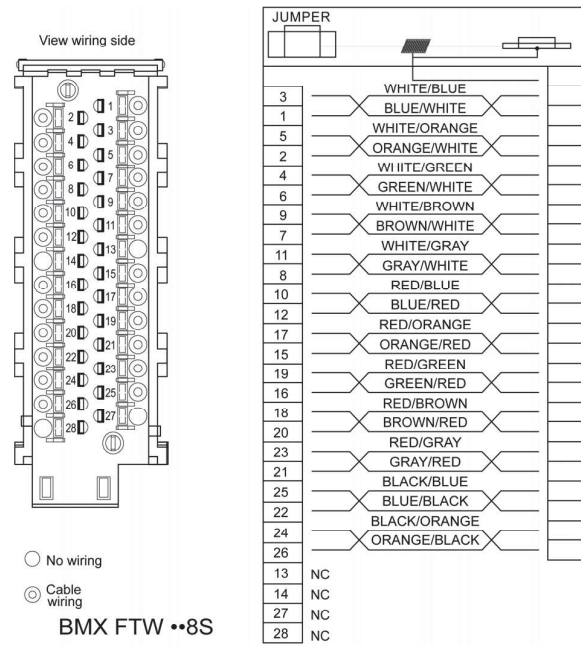 View wiring side
1
2
3
4
5
6
7
8
9
10
11
12
13
14
15
16
17
18
19
20
21
22
23
24
25
26
27
28
No wiring
Cable
wiring
BMX FTW ••8S
JUMPER
WHITE/BLUE
3
BLUE/WHITE
1
WHITE/ORANGE
5
ORANGE/WHITE
2
WHITE/GREEN
4
GREEN/WHITE
6
WHITE/BROWN
9
BROWN/WHITE
7
WHITE/GRAY
11
GRAY/WHITE
8
RED/BLUE
10
BLUE/RED
12
RED/ORANGE
17
ORANGE/RED
15
RED/GREEN
19
GREEN/RED
16
RED/BROWN
18
BROWN/RED
20
RED/GRAY
23
GRAY/RED
21
BLACK/BLUE
25
BLUE/BLACK
22
BLACK/ORANGE
24
ORANGE/BLACK
26
13 NC
14 NC
27 NC
28 NC